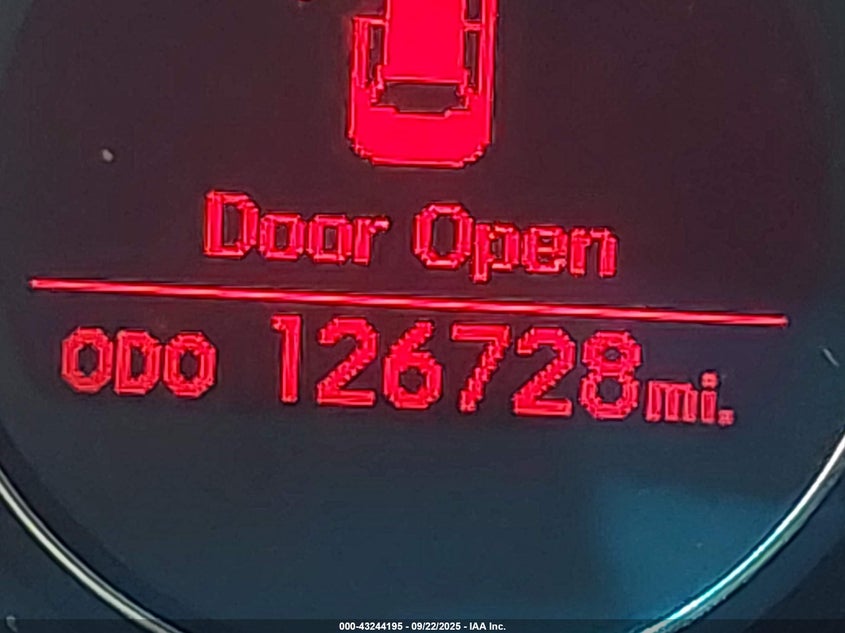 Door Open
ODO 126728mi.
000-43244195 - 09/22/2025 - IAA Inc.